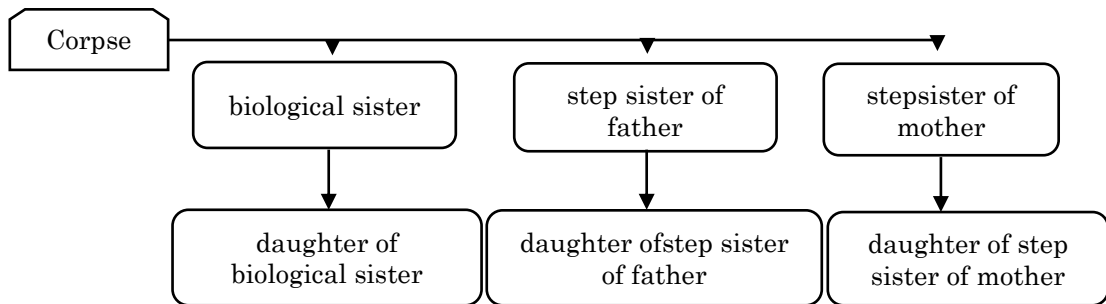 Corpse
biological sister
step sister of
father
stepsister of
mother
daughter of
biological sister
daughter ofstep sister
of father
daughter of step
sister of mother